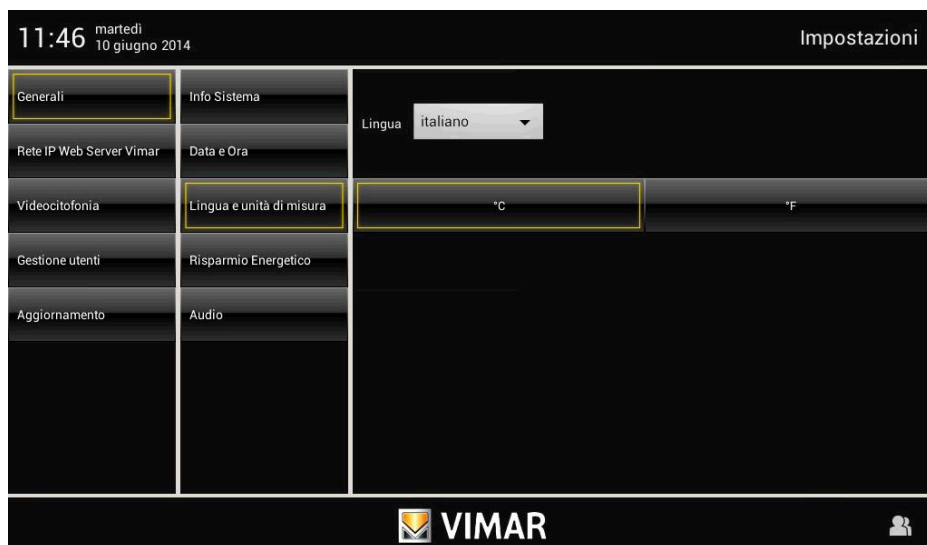 11:46
martedì
10 giugno 2014
Impostazioni
Generali
Rete IP Web Server Vimar
Videocitofonia
Gestione utenti
Aggiornamento
Info Sistema
Data e Ora
Lingua e unità di misura
Risparmio Energetico
Audio
Lingua italiano
°C °F
VIMAR